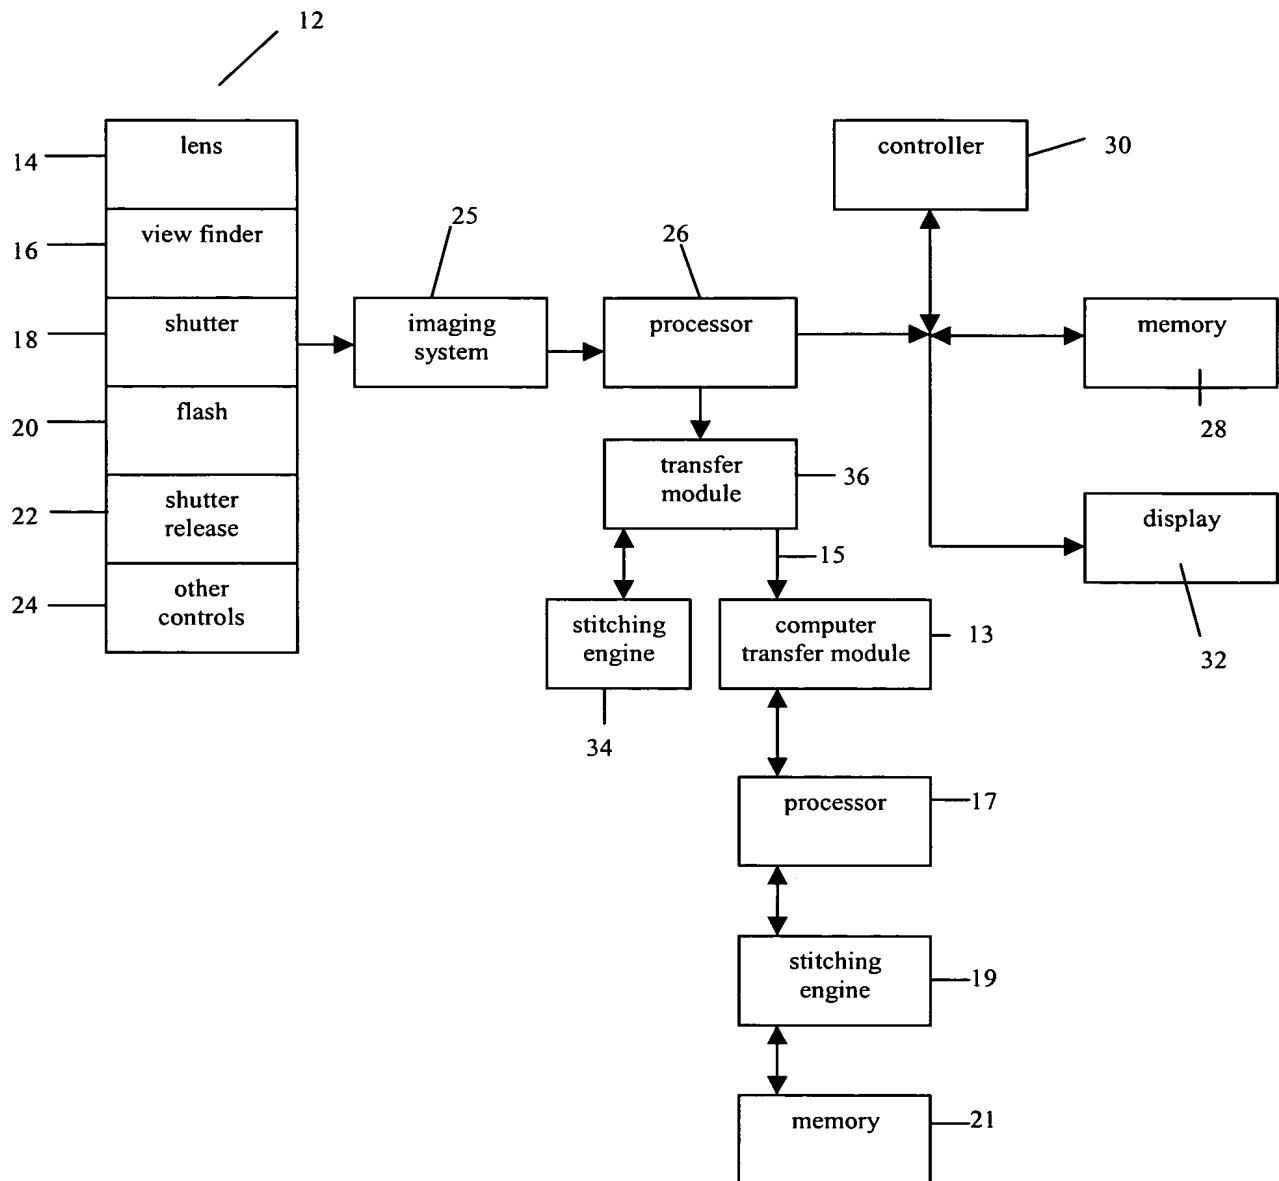 12
lens
14
view finder
16
shutter
18
flash
20
shutter
release
22
other
controls
24
25
imaging
system
26
processor
controller
30
memory
28
display
32
transfer
module
36
15
stitching
engine
34
computer
transfer module
13
processor
17
stitching
engine
19
memory
21